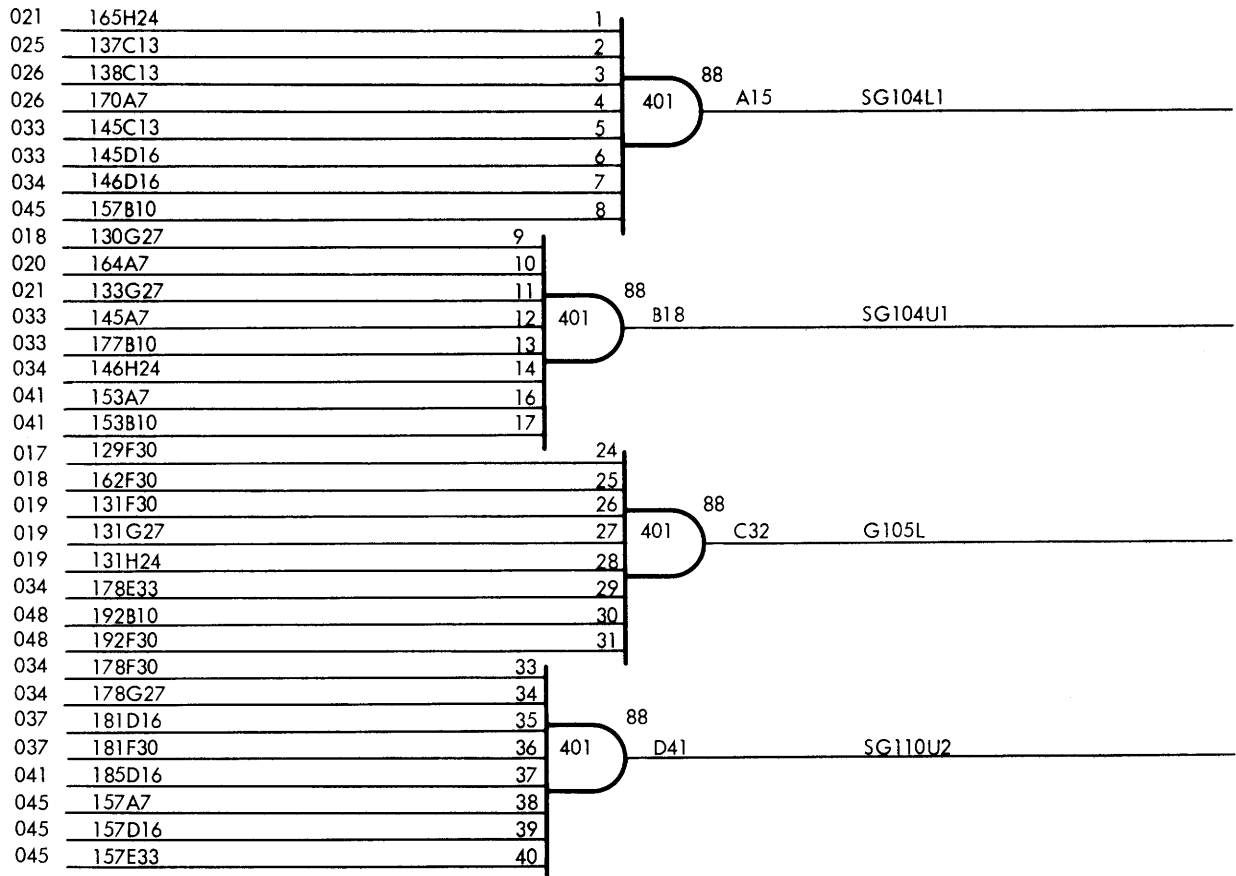 021 165H24 1
025 137C13 2
026 138C13 3 88
026 170A7 4 401 A15 SG104L1
033 145C13 5
033 145D16 6
034 146D16 7
045 157B10 8
018 130G27 9
020 164A7 10
021 133G27 11 88
033 145A7 12 401 B18 SG104U1
033 177B10 13
034 146H24 14
041 153A7 16
041 153B10 17
017 129F30 24
018 162F30 25
019 131F30 26 88
019 131G27 27 401 C32 G105L
019 131H24 28
034 178E33 29
048 192B10 30
048 192F30 31
034 178F30 33
034 178G27 34
037 181D16 35 88
037 181F30 36 401 D41 SG110U2
041 185D16 37
045 157A7 38
045 157D16 39
045 157E33 40